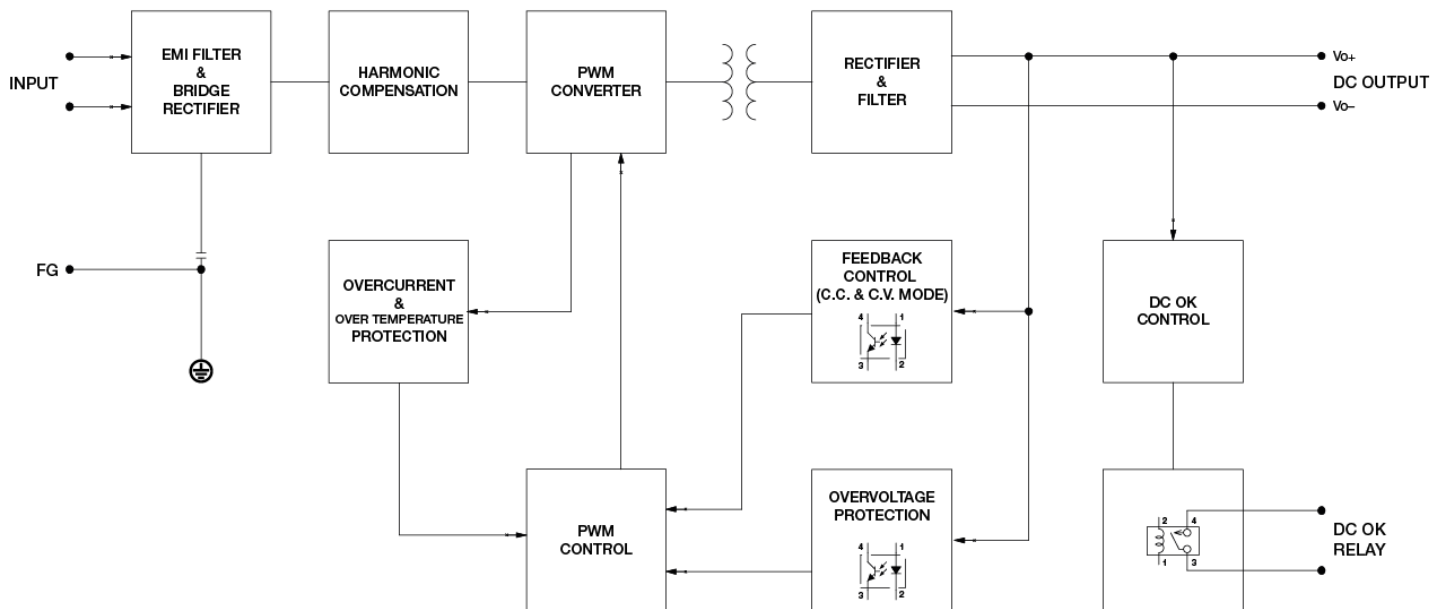 INPUT
EMI FILTER
&
BRIDGE
RECTIFIER
HARMONIC
COMPENSATION
PWM
CONVERTER
RECTIFIER
&
FILTER
Vo+
DC OUTPUT
Vo–
FG
OVERCURRENT
&
OVER TEMPERATURE
PROTECTION
FEEDBACK
CONTROL
(C.C. & C.V. MODE)
4 1
3 2
DC OK
CONTROL
PWM
CONTROL
OVERVOLTAGE
PROTECTION
4 1
3 2
2 4
1 3
DC OK
RELAY